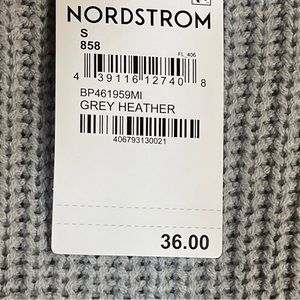 NORDSTROM
S
858
FL_406
4 39116 12740 8
BP461959MI
GREY HEATHER
406793130021
36.00